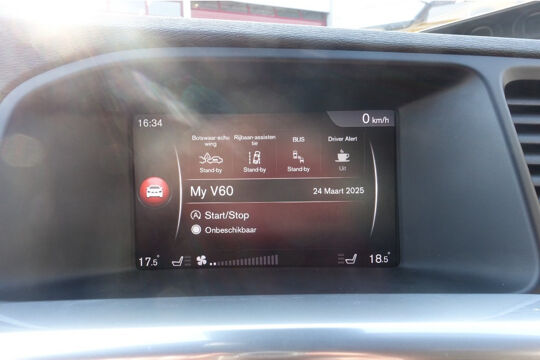 16:34
0 km/h
Botswaar-schu
wing
Rijbaan-assisten
tie
BUS
Driver Alert
Stand-by
Stand-by
Stand-by
Uit
My V60
24 Maart 2025
Start/Stop
Onbeschikbaar
17.5°
18.5°